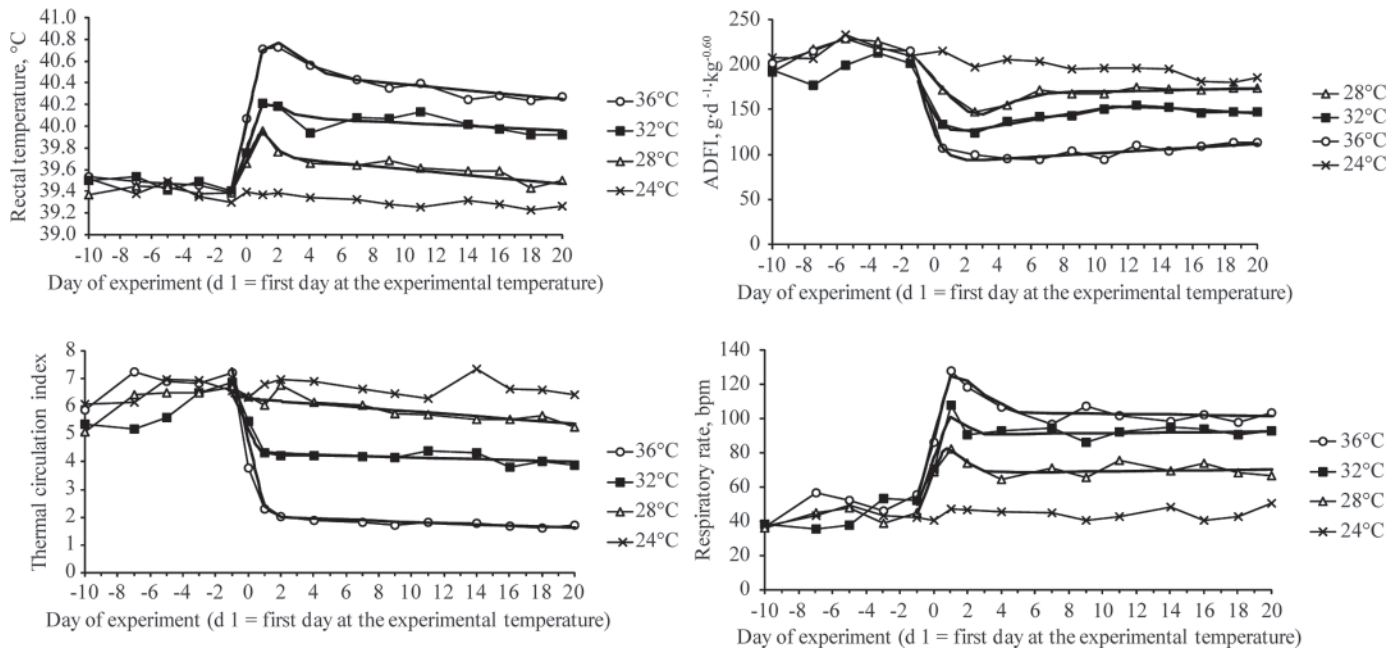 Rectal temperature, °C
41.0
40.8
40.6
40.4
40.2
40.0
39.8
39.6
39.4
39.2
39.0
-10 -8 -6 -4 -2 0 2 4 6 8 10 12 14 16 18 20
Day of experiment (d 1 = first day at the experimental temperature)
36°C
32°C
28°C
24°C
ADFI, g·d⁻¹·kg⁻⁰·⁶⁰
250
200
150
100
50
0
-10 -8 -6 -4 -2 0 2 4 6 8 10 12 14 16 18 20
Day of experiment (d 1 = first day at the experimental temperature)
28°C
32°C
36°C
24°C
Thermal circulation index
8
7
6
5
4
3
2
1
0
-10 -8 -6 -4 -2 0 2 4 6 8 10 12 14 16 18 20
Day of experiment (d 1 = first day at the experimental temperature)
36°C
32°C
28°C
24°C
Respiratory rate, bpm
140
120
100
80
60
40
20
0
-10 -8 -6 -4 -2 0 2 4 6 8 10 12 14 16 18 20
Day of experiment (d 1 = first day at the experimental temperature)
36°C
32°C
28°C
24°C